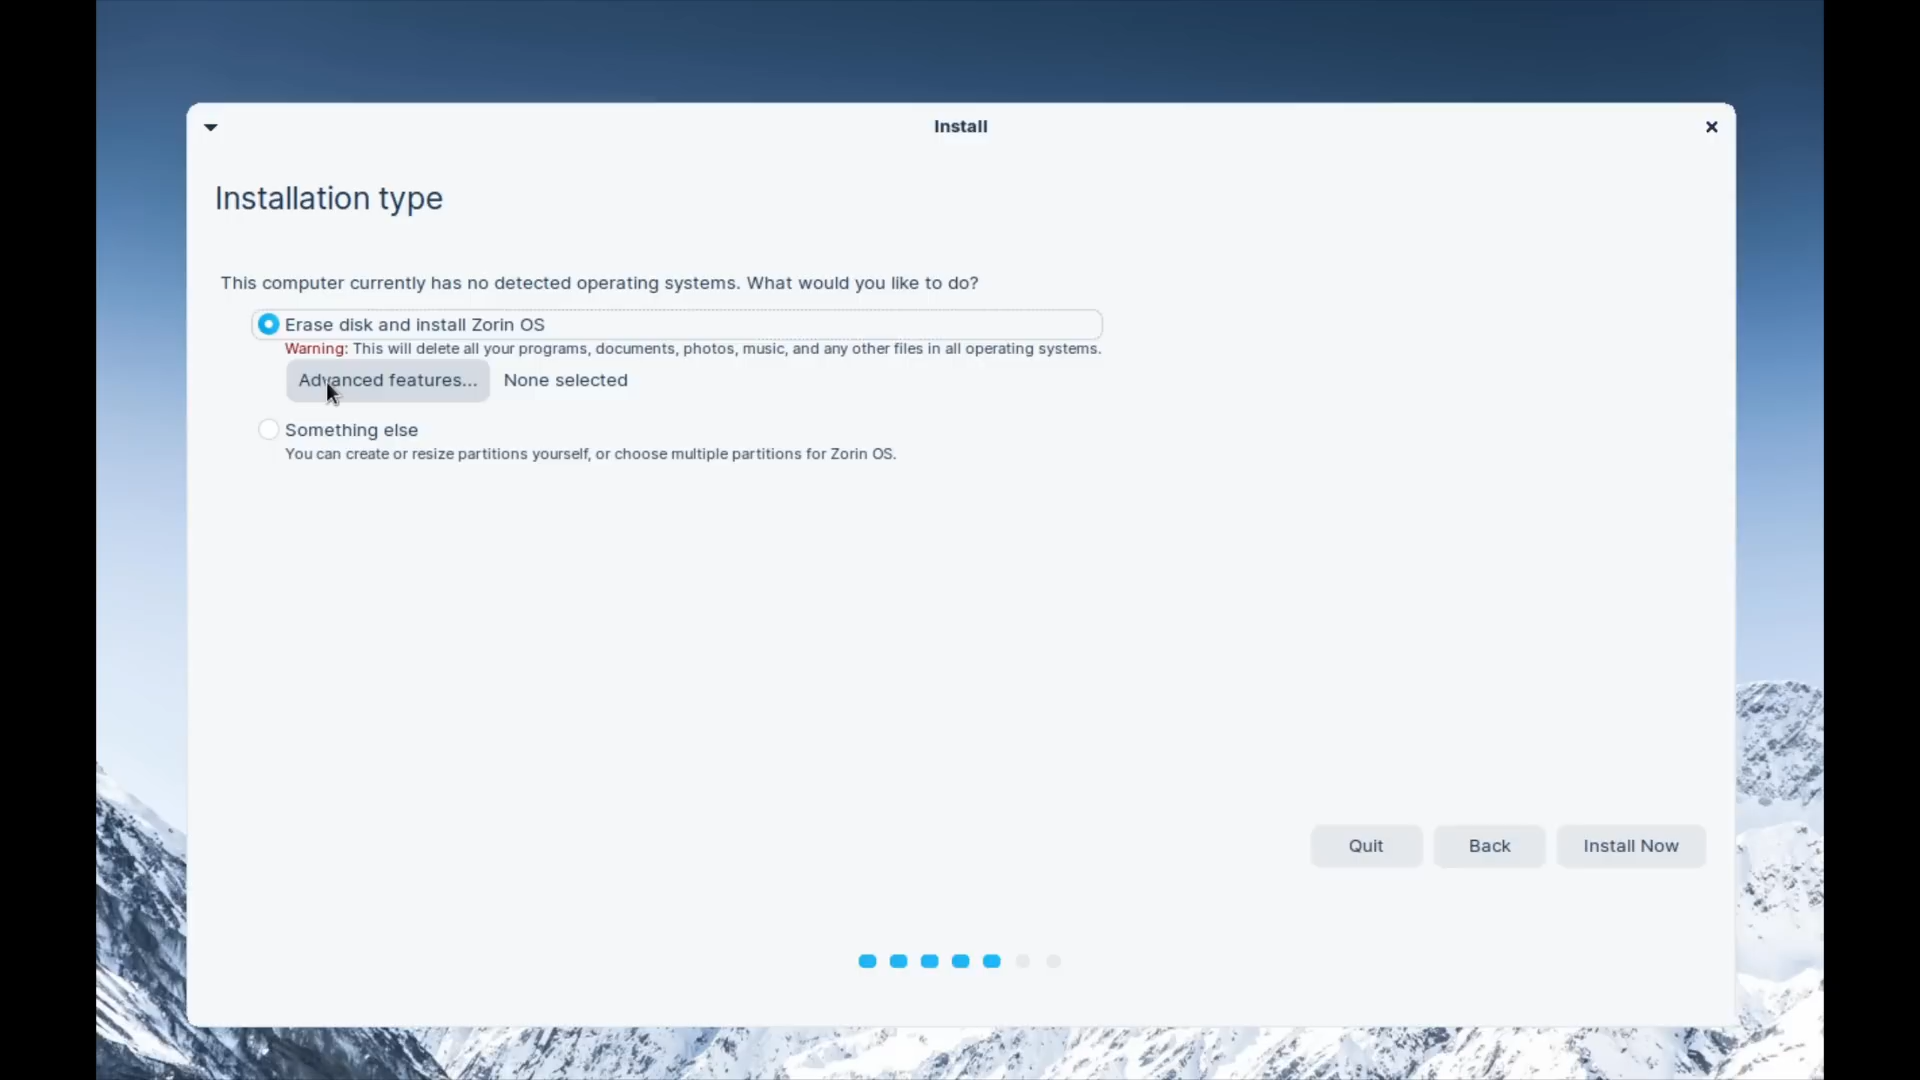 Install
Installation type
This computer currently has no detected operating systems. What would you like to do?
Erase disk and install Zorin OS
Warning: This will delete all your programs, documents, photos, music, and any other files in all operating systems.
Advanced features... None selected
Something else
You can create or resize partitions yourself, or choose multiple partitions for Zorin OS.
Quit Back Install Now